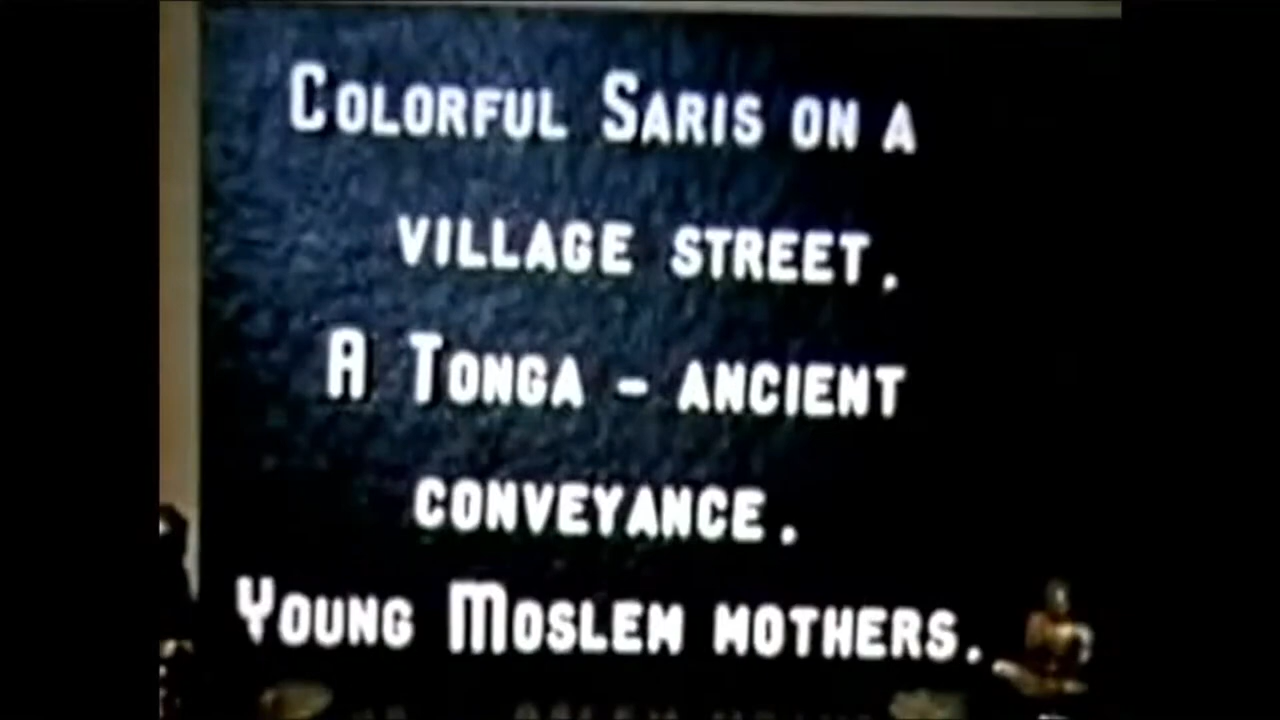 Colorful Saris on a
village street.
A Tonga - ancient
conveyance.
Young Moslem mothers.